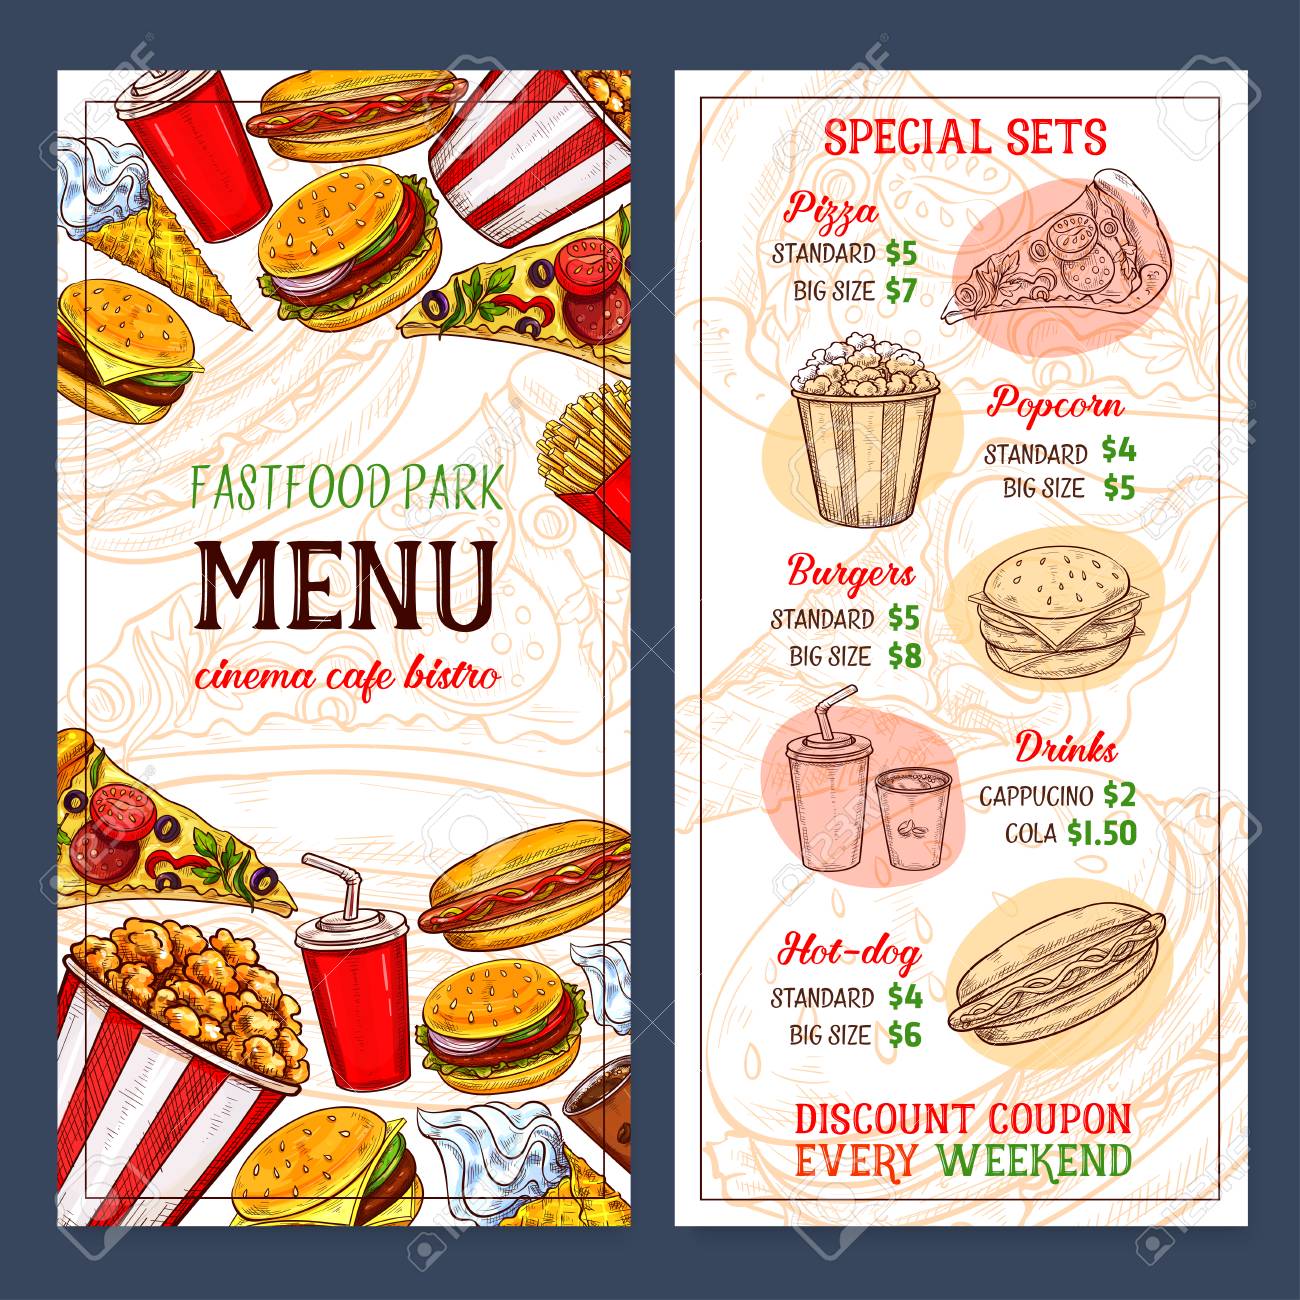 FASTFOOD PARK
MENU
cinema cafe bistro
SPECIAL SETS
Pizza
STANDARD $5
BIG SIZE $7
Popcorn
STANDARD $4
BIG SIZE $5
Burgers
STANDARD $5
BIG SIZE $8
Drinks
CAPPUCINO $2
COLA $1.50
Hot-dog
STANDARD $4
BIG SIZE $6
DISCOUNT COUPON
EVERY WEEKEND